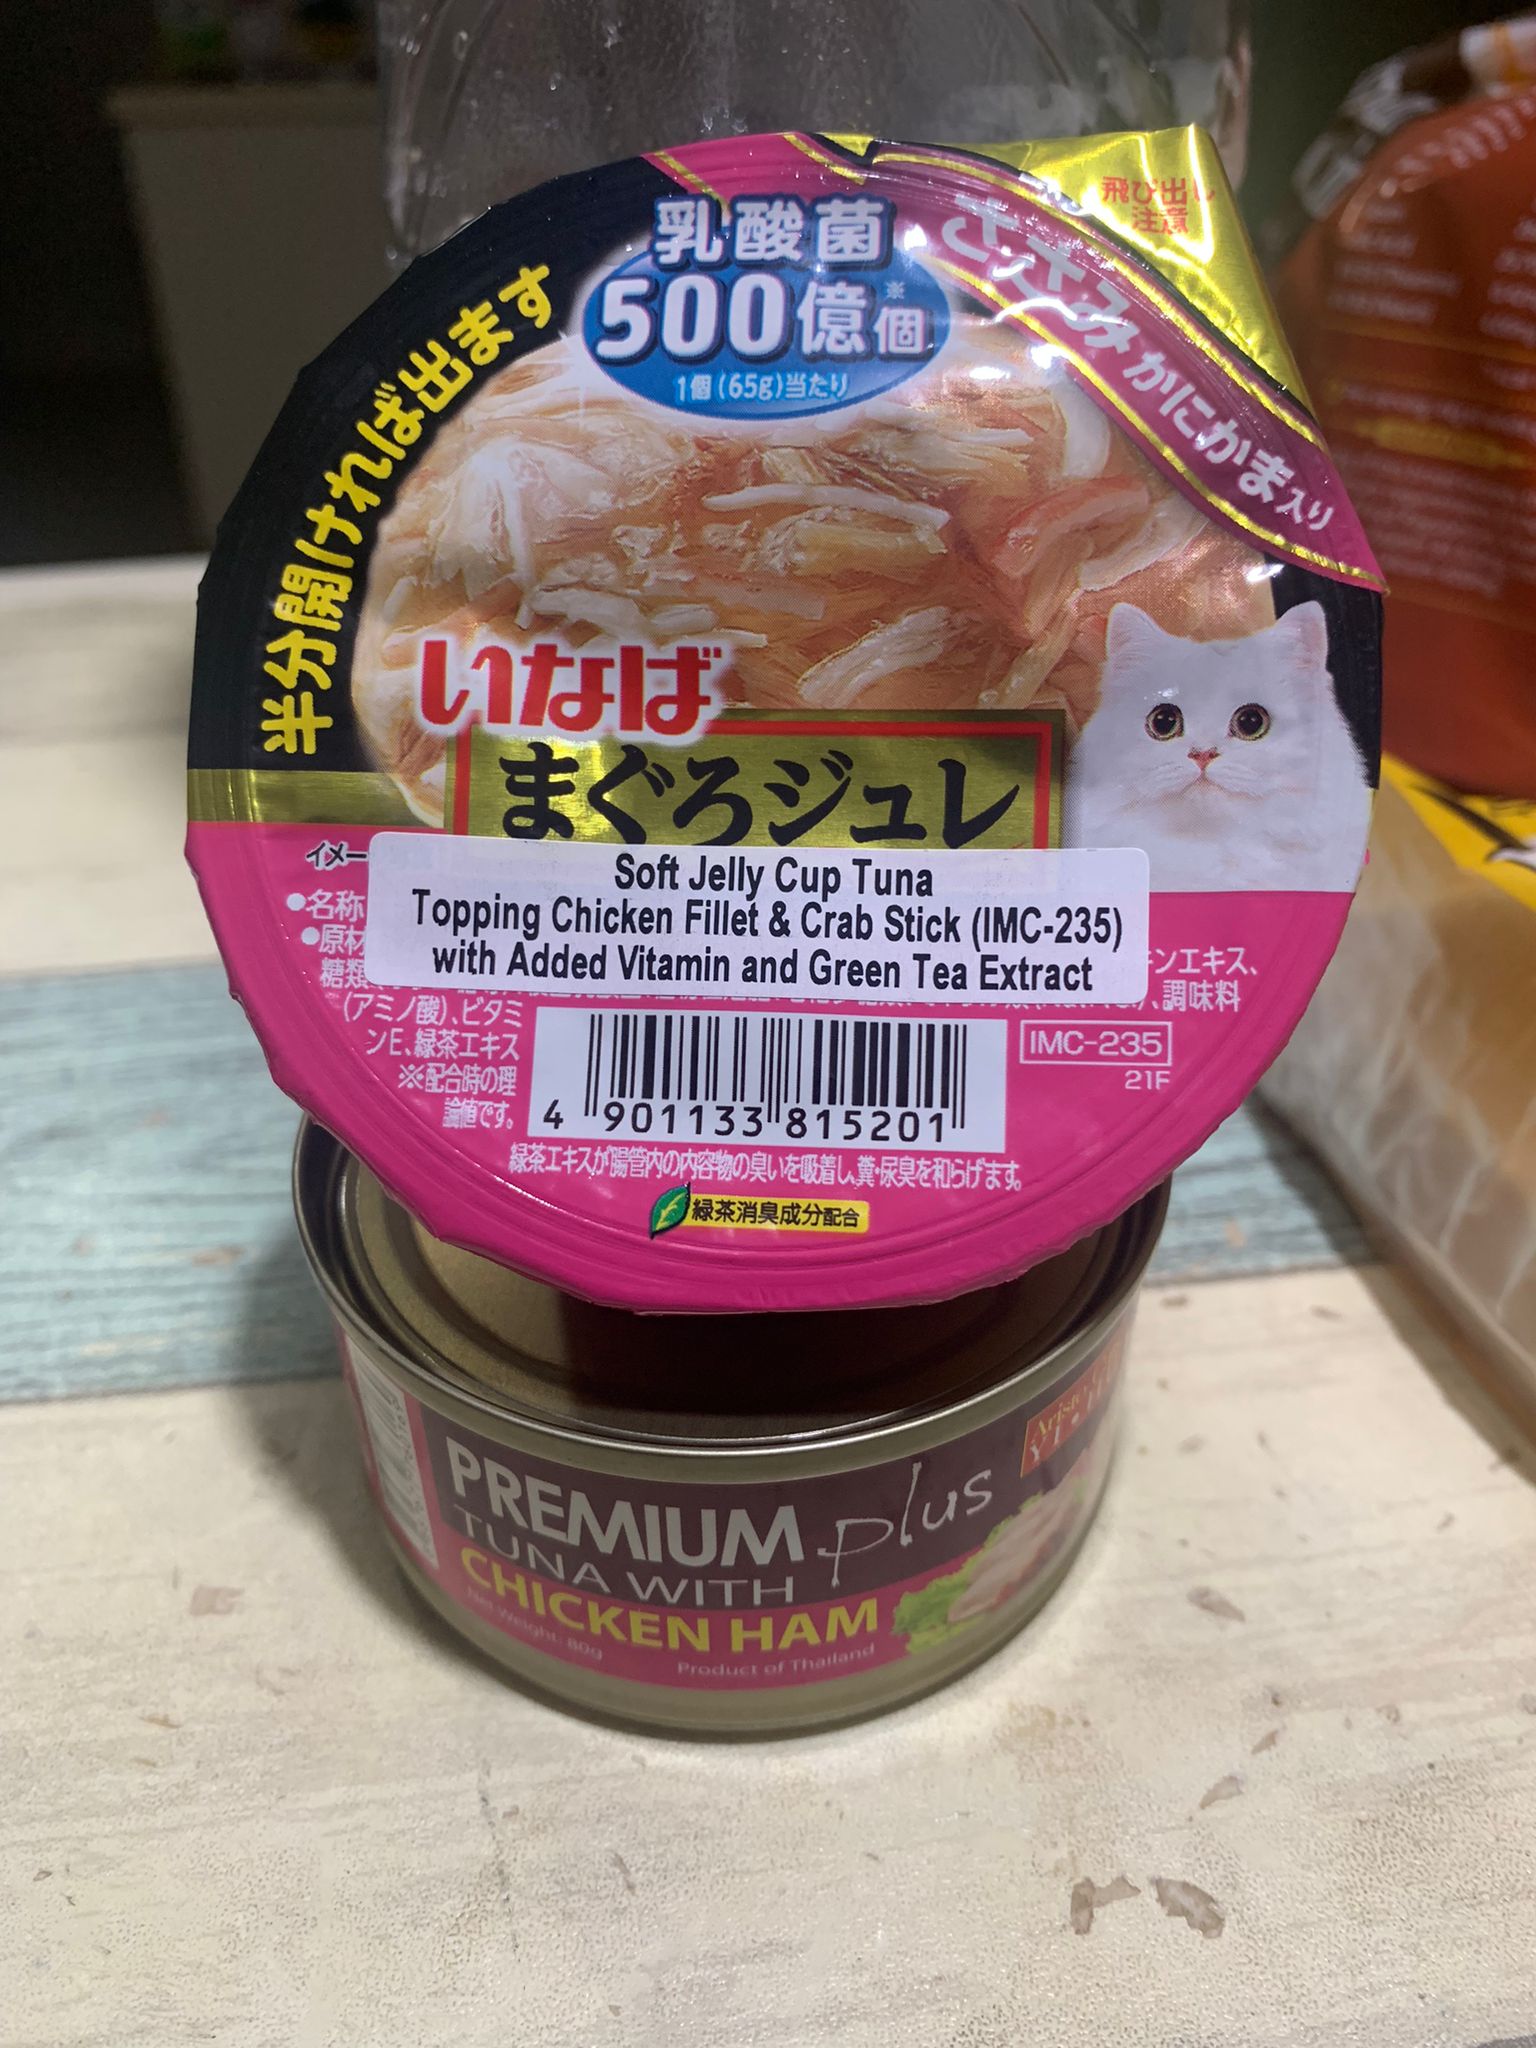 飛び出し
注意
乳酸菌
500億個※
1個(65g)当たり
ささみ かにかま入り
半分開ければ出ます
いなば
まぐろジュレ
イメー
Soft Jelly Cup Tuna
Topping Chicken Fillet & Crab Stick (IMC-235)
with Added Vitamin and Green Tea Extract
●名称
●原材
キンエキス、
糖類
、調味料
(アミノ酸)、ビタミ
ンE、緑茶エキス
※配合時の理
論値です。
IMC-235
21F
4 901133 815201
緑茶エキスが腸管内の内容物の臭いを吸着し、糞・尿臭を和らげます。
緑茶消臭成分配合
PREMIUM plus
TUNA WITH
CHICKEN HAM
Net Weight: 80g
Product of Thailand